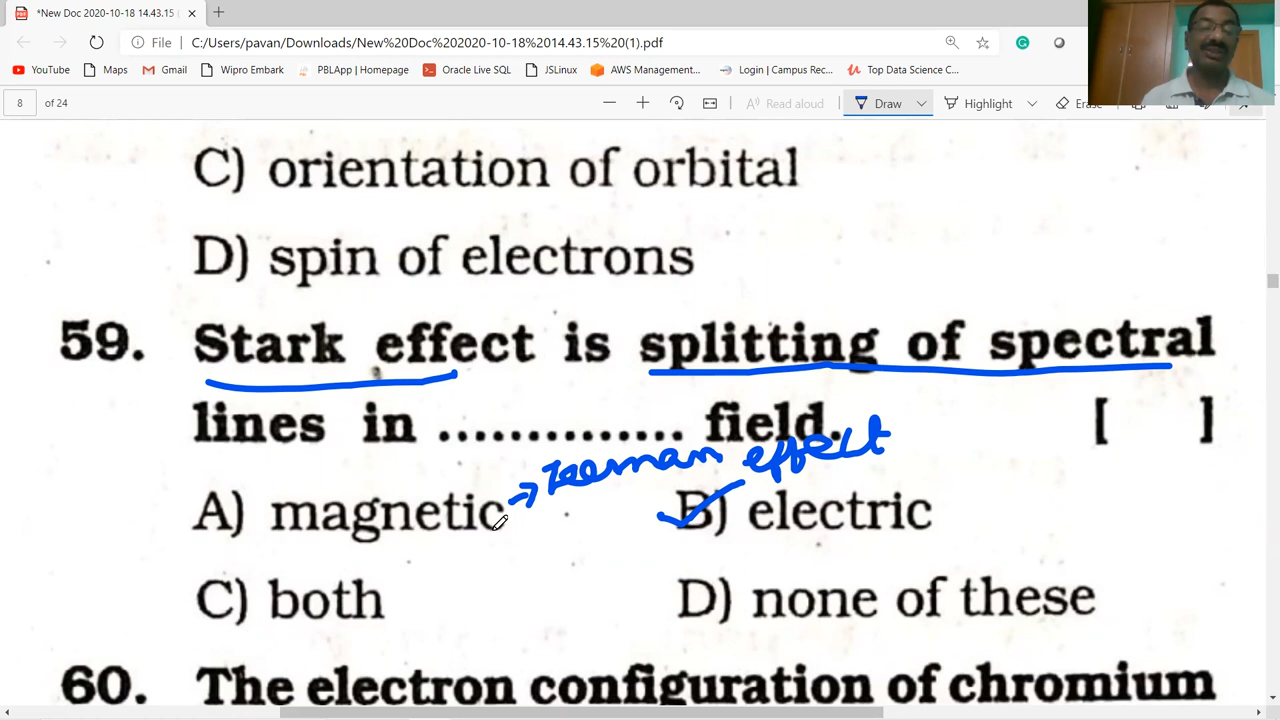 *New Doc 2020-10-18 14.43.15 (
File C:/Users/pavan/Downloads/New%20Doc%202020-10-18%2014.43.15%20(1).pdf
YouTube Maps Gmail Wipro Embark PBLApp | Homepage Oracle Live SQL JSLinux AWS Management... Login | Campus Rec... Top Data Science C...
8 of 24 Read aloud Draw Highlight Erase
C) orientation of orbital
D) spin of electrons
59. Stark effect is splitting of spectral
lines in .............. field. [ ]
→ Zeeman effect
A) magnetic B) electric
C) both D) none of these
60. The electron configuration of chromium